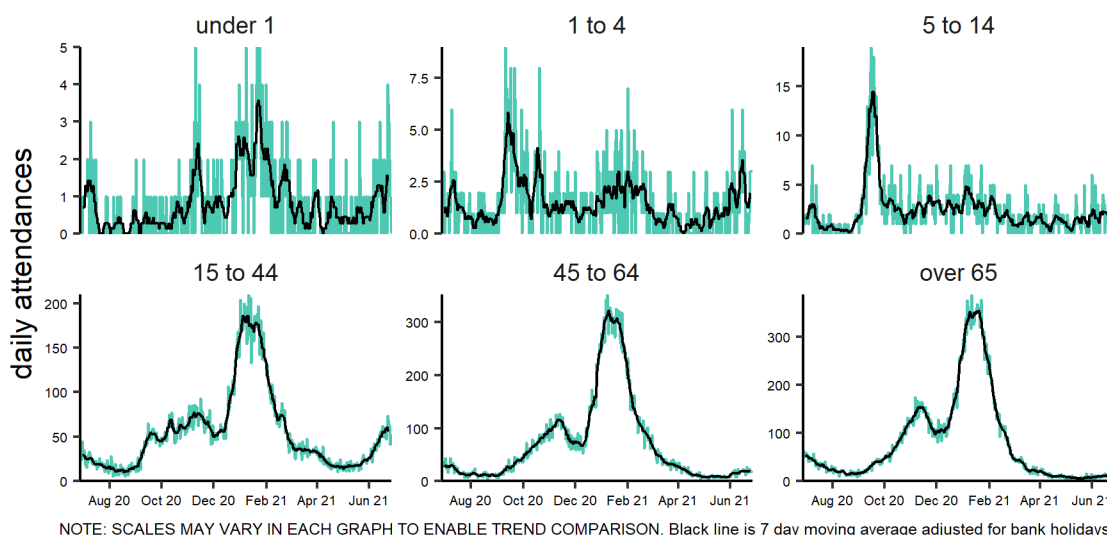 under 1
1 to 4
5 to 14
5
4
3
2
1
0
7.5
5.0
2.5
0.0
15
10
5
0
daily attendances
15 to 44
45 to 64
over 65
200
150
100
50
0
300
200
100
0
300
200
100
0
Aug 20 Oct 20 Dec 20 Feb 21 Apr 21 Jun 21
Aug 20 Oct 20 Dec 20 Feb 21 Apr 21 Jun 21
Aug 20 Oct 20 Dec 20 Feb 21 Apr 21 Jun 21
NOTE: SCALES MAY VARY IN EACH GRAPH TO ENABLE TREND COMPARISON. Black line is 7 day moving average adjusted for bank holidays